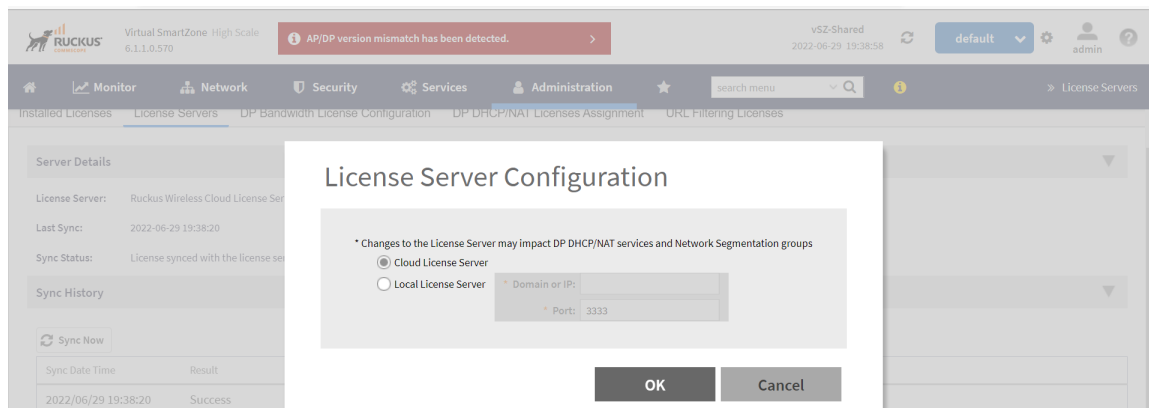 RUCKUS
COMMSCOPE
Virtual SmartZone High Scale
6.1.1.0.570
AP/DP version mismatch has been detected.
vSZ-Shared
2022-06-29 19:38:58
default
admin
Monitor
Network
Security
Services
Administration
search menu
» License Servers
Installed Licenses License Servers DP Bandwidth License Configuration DP DHCP/NAT Licenses Assignment URL Filtering Licenses
Server Details
License Server: Ruckus Wireless Cloud License Ser
Last Sync: 2022-06-29 19:38:20
Sync Status: License synced with the license se
Sync History
Sync Now
Sync Date Time Result
2022/06/29 19:38:20 Success
License Server Configuration
* Changes to the License Server may impact DP DHCP/NAT services and Network Segmentation groups
Cloud License Server
Local License Server
* Domain or IP:
* Port: 3333
OK
Cancel